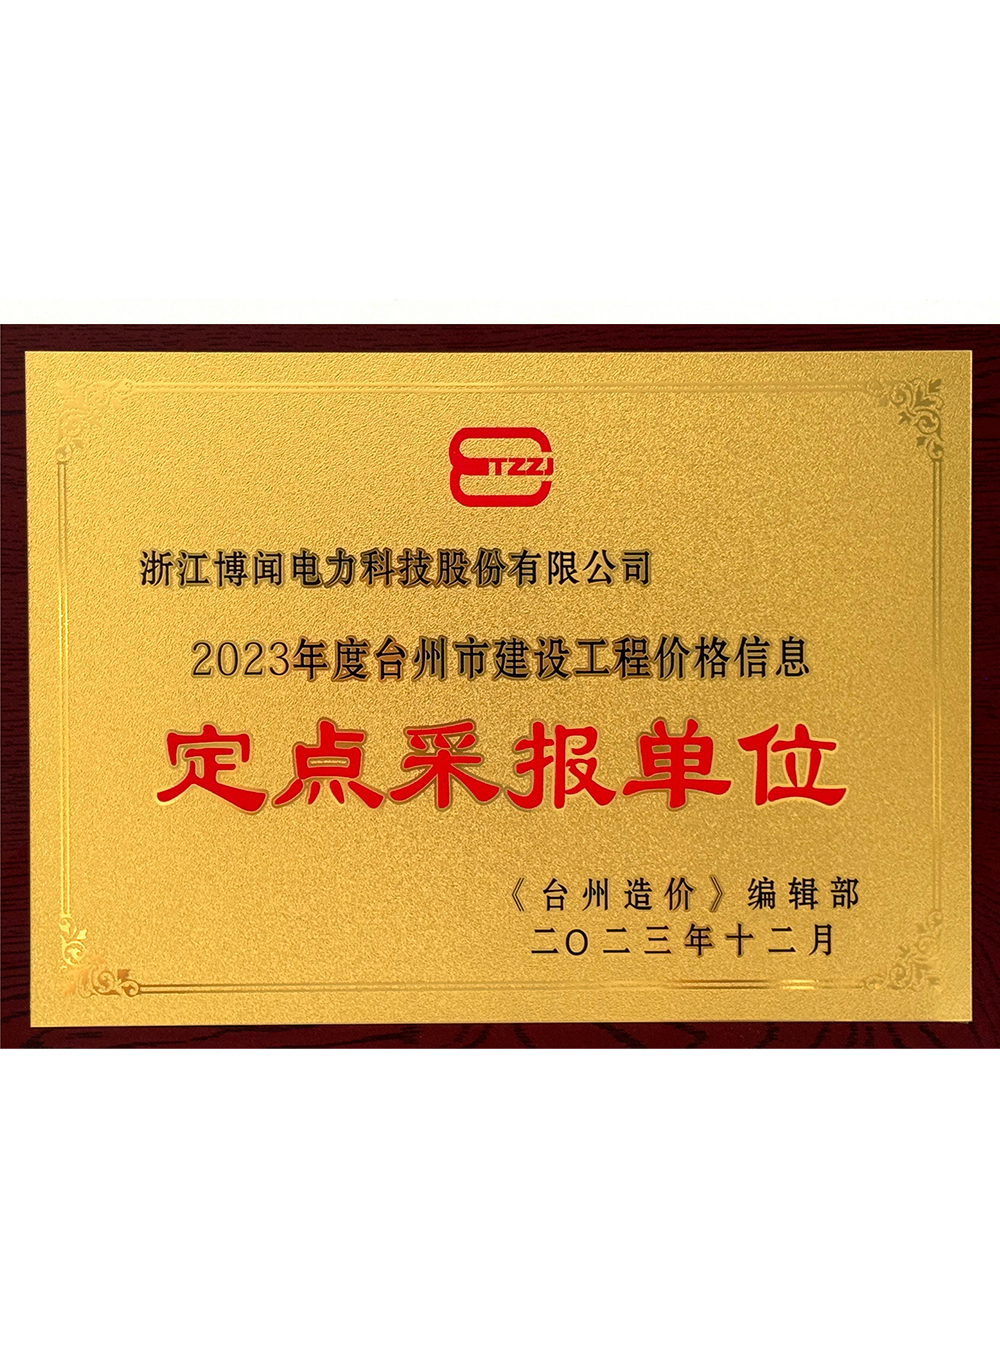 TZZJ
浙江博闻电力科技股份有限公司
2023年度台州市建设工程价格信息
定点采报单位
《台州造价》编辑部
二〇二三年十二月